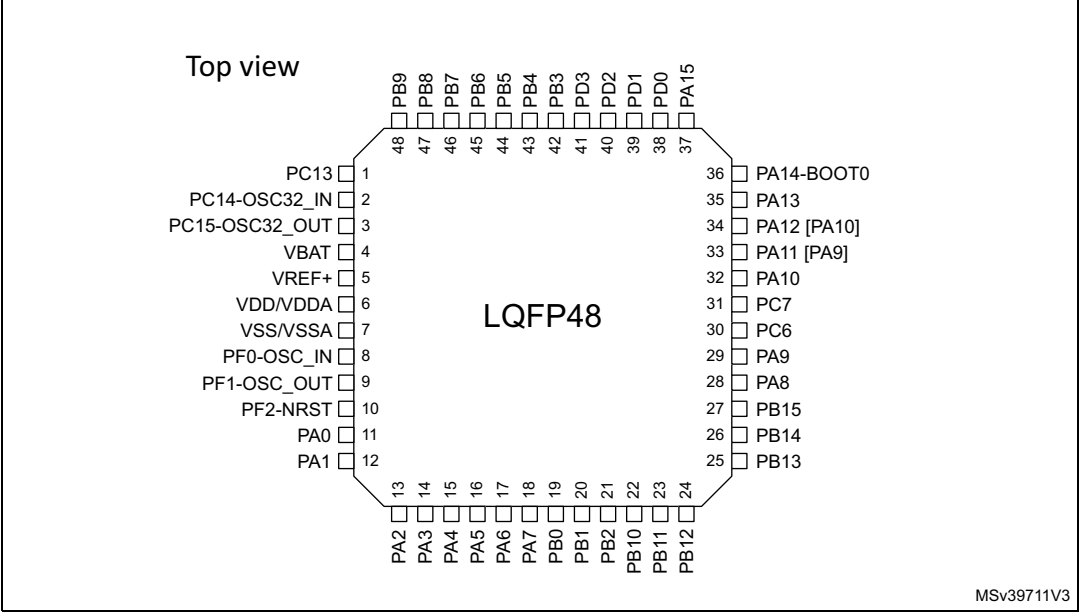 Top view
PB9 PB8 PB7 PB6 PB5 PB4 PB3 PD3 PD2 PD1 PD0 PA15
48 47 46 45 44 43 42 41 40 39 38 37
PC13 1 36 PA14-BOOT0
PC14-OSC32_IN 2 35 PA13
PC15-OSC32_OUT 3 34 PA12 [PA10]
VBAT 4 33 PA11 [PA9]
VREF+ 5 32 PA10
VDD/VDDA 6 31 PC7
LQFP48
VSS/VSSA 7 30 PC6
PF0-OSC_IN 8 29 PA9
PF1-OSC_OUT 9 28 PA8
PF2-NRST 10 27 PB15
PA0 11 26 PB14
PA1 12 25 PB13
13 14 15 16 17 18 19 20 21 22 23 24
PA2 PA3 PA4 PA5 PA6 PA7 PB0 PB1 PB2 PB10 PB11 PB12
MSv39711V3